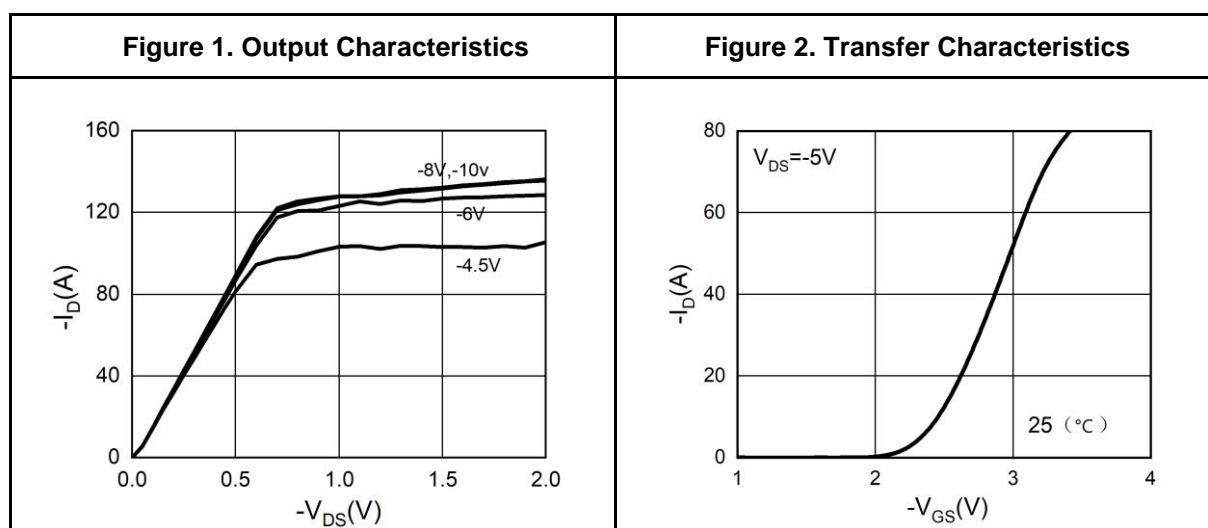 Figure 1. Output Characteristics
160
120
80
40
0
-I_D(A)
-8V,-10v
-6V
-4.5V
0.0 0.5 1.0 1.5 2.0
-V_DS(V)
Figure 2. Transfer Characteristics
80
60
40
20
0
-I_D(A)
V_DS=-5V
25（℃）
1 2 3 4
-V_GS(V)